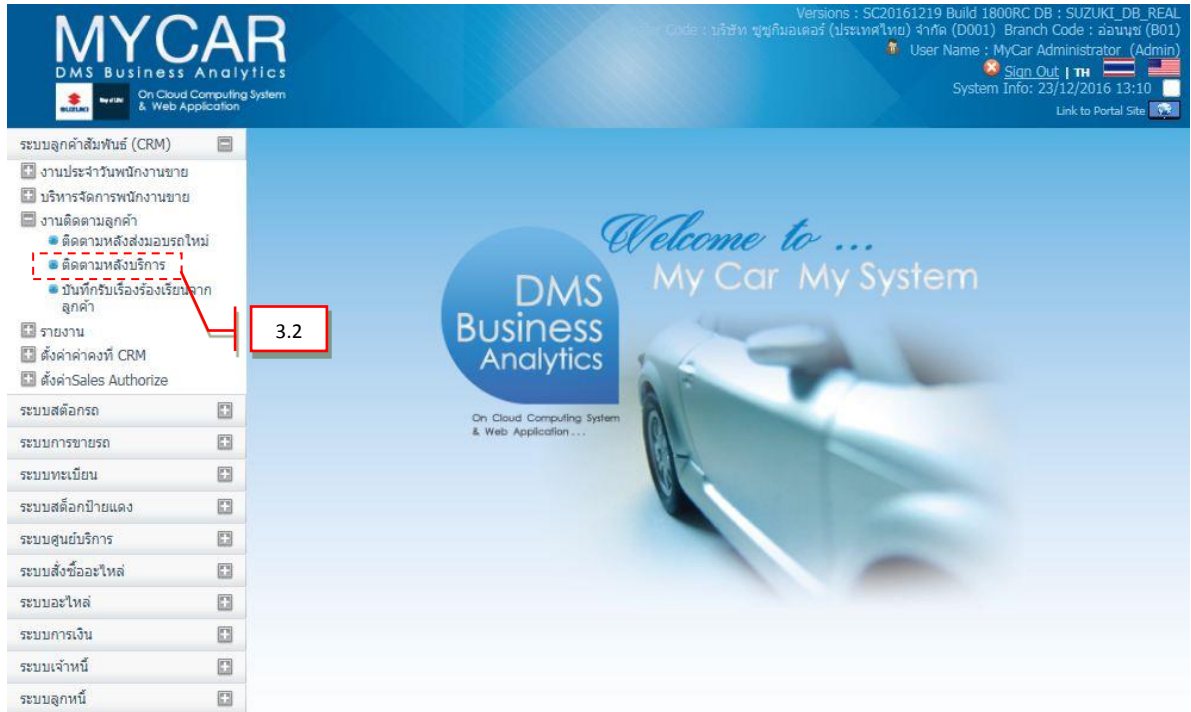 MYCAR
DMS Business Analytics
On Cloud Computing System
& Web Application
SUZUKI
Way of Life!
Versions : SC20161219 Build 1800RC DB : SUZUKI_DB_REAL
Code : บริษัท ซูซูกิมอเตอร์ (ประเทศไทย) จำกัด (D001) Branch Code : อ่อนนุช (B01)
User Name : MyCar Administrator (Admin)
Sign Out | TH
System Info: 23/12/2016 13:10
Link to Portal Site
ระบบลูกค้าสัมพันธ์ (CRM)
งานประจำวันพนักงานขาย
บริหารจัดการพนักงานขาย
งานติดตามลูกค้า
ติดตามหลังส่งมอบรถใหม่
ติดตามหลังบริการ
บันทึกรับเรื่องร้องเรียนจาก
ลูกค้า
รายงาน
ตั้งค่าค่าคงที่ CRM
ตั้งค่าSales Authorize
ระบบสต๊อกรถ
ระบบการขายรถ
ระบบทะเบียน
ระบบสต็อกป้ายแดง
ระบบศูนย์บริการ
ระบบสั่งซื้ออะไหล่
ระบบอะไหล่
ระบบการเงิน
ระบบเจ้าหนี้
ระบบลูกหนี้
3.2
Welcome to ...
My Car My System
DMS
Business
Analytics
On Cloud Computing System
& Web Application . . .